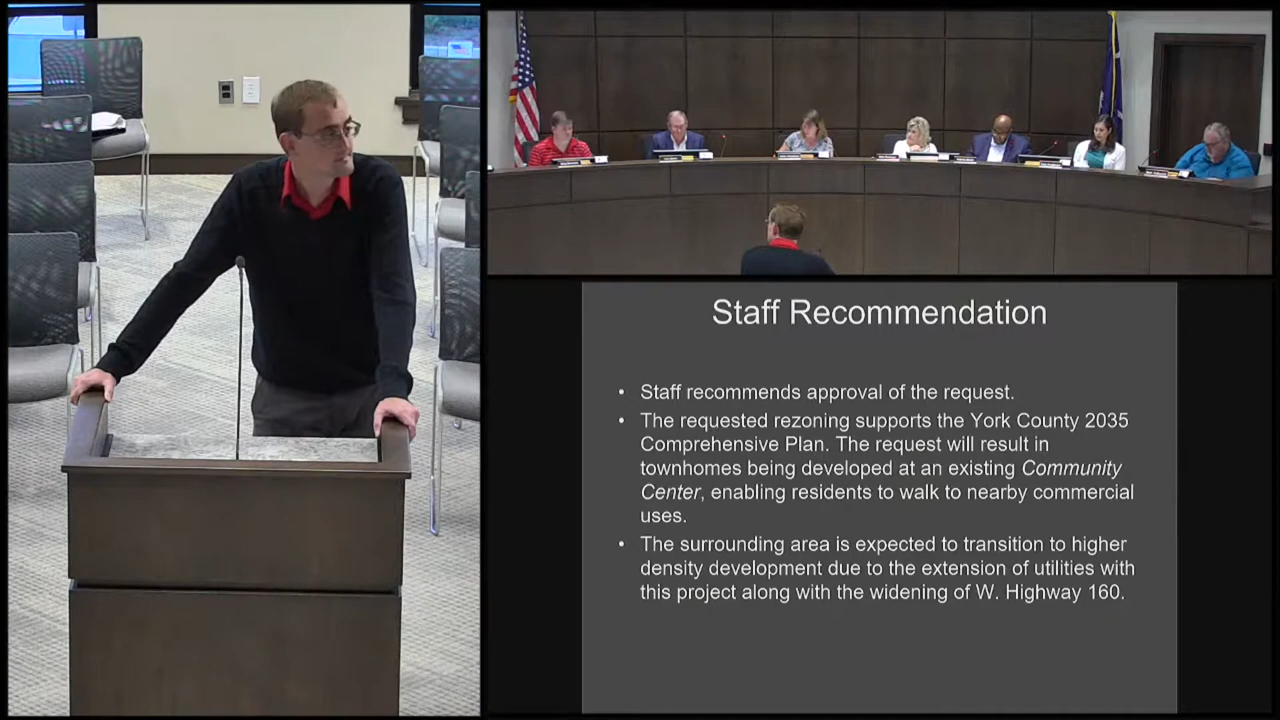 Staff Recommendation
• Staff recommends approval of the request.
• The requested rezoning supports the York County 2035
Comprehensive Plan. The request will result in
townhomes being developed at an existing Community
Center, enabling residents to walk to nearby commercial
uses.
• The surrounding area is expected to transition to higher
density development due to the extension of utilities with
this project along with the widening of W. Highway 160.